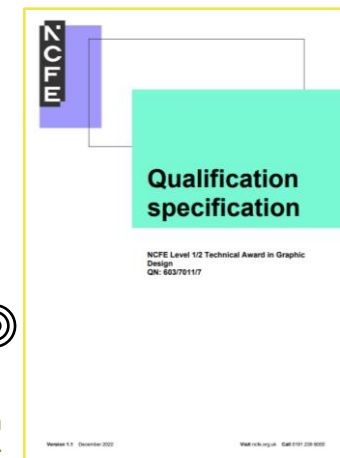 NCFE
Qualification
specification
NCFE Level 1/2 Technical Award in Graphic
Design
QN: 603/7011/7
Version 1.1 December 2022
Visit ncfe.org.uk Call 0191 239 8000